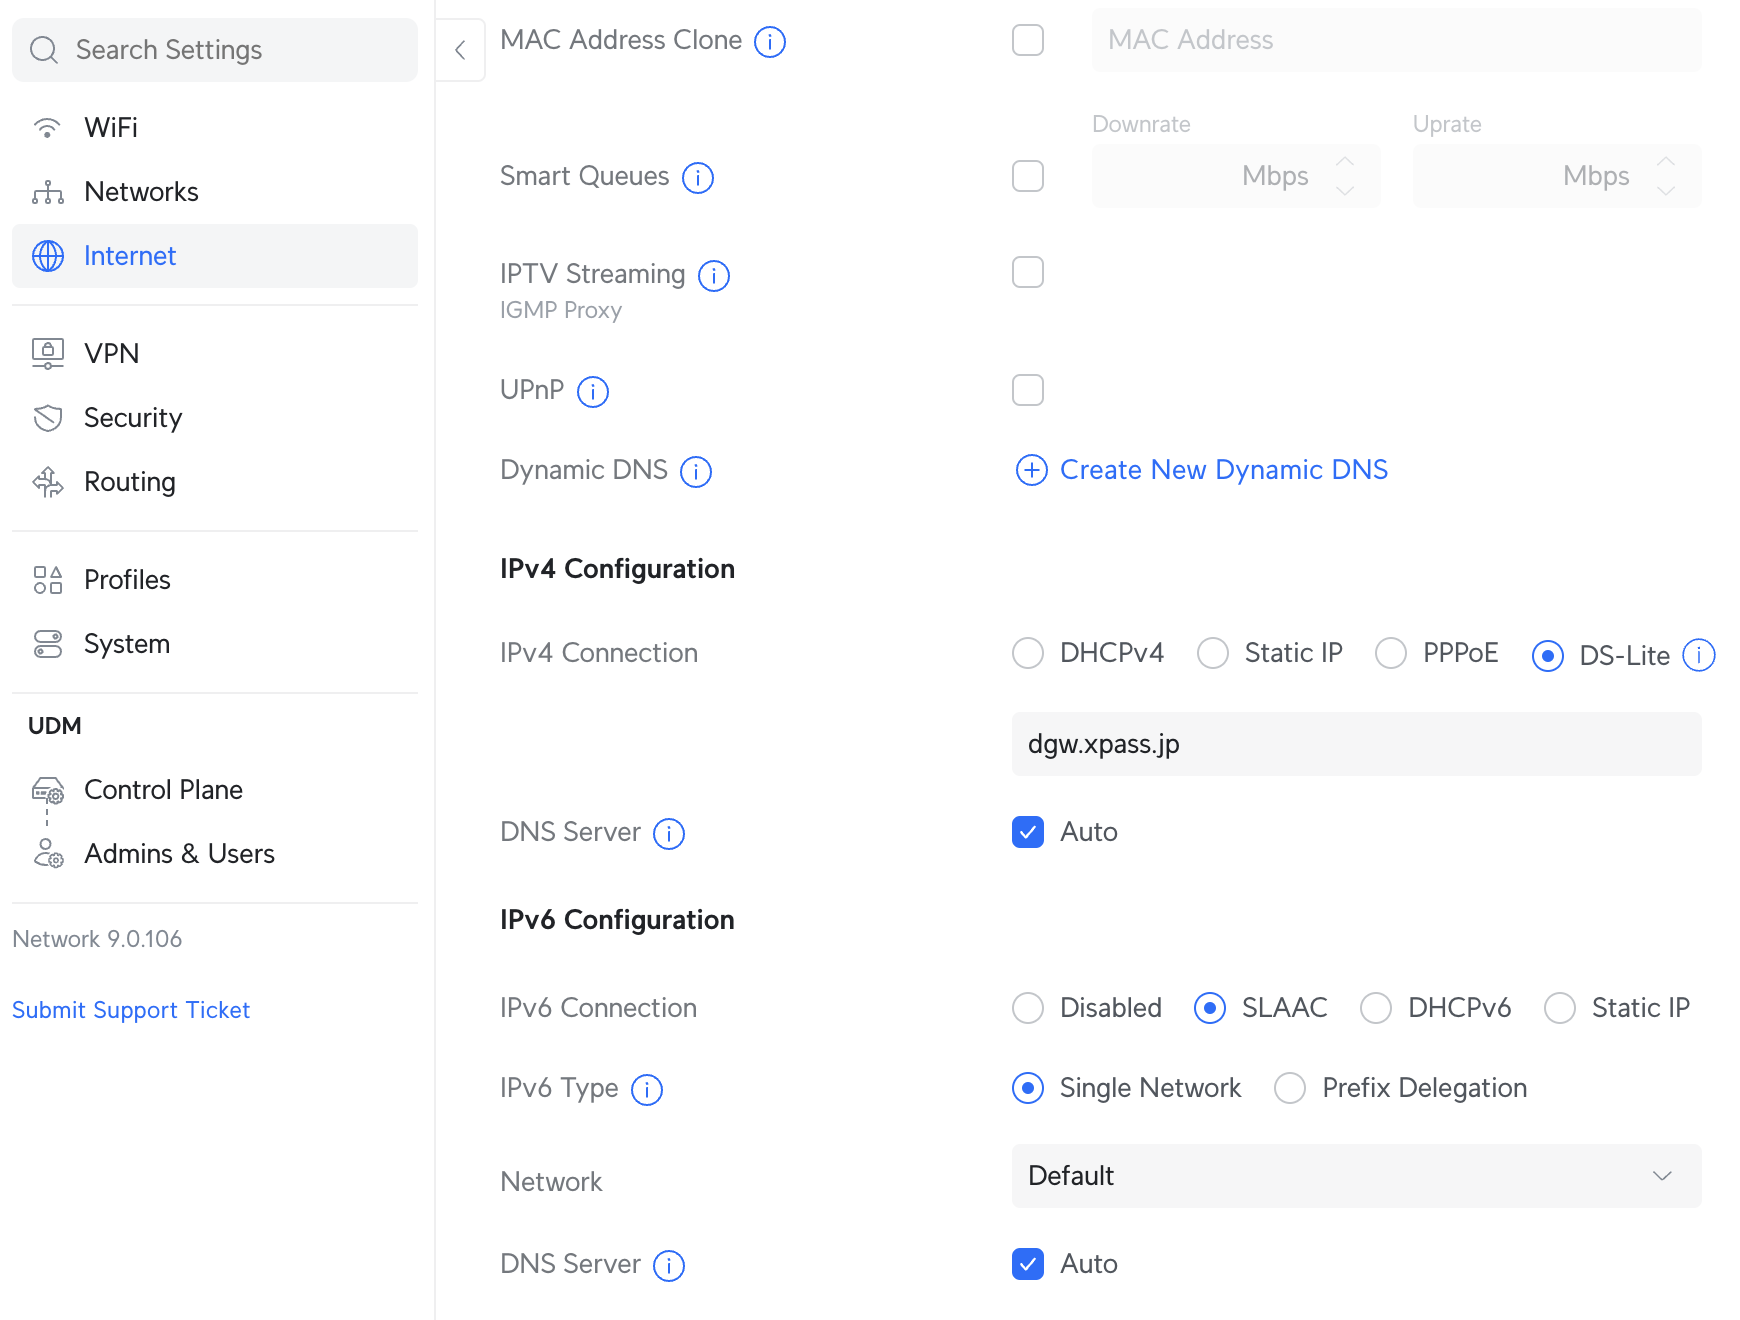 Search Settings
WiFi
Networks
Internet
VPN
Security
Routing
Profiles
System
UDM
Control Plane
Admins & Users
Network 9.0.106
Submit Support Ticket
MAC Address Clone
MAC Address
Downrate
Uprate
Smart Queues
Mbps
Mbps
IPTV Streaming
IGMP Proxy
UPnP
Dynamic DNS
Create New Dynamic DNS
IPv4 Configuration
IPv4 Connection
DHCPv4
Static IP
PPPoE
DS-Lite
dgw.xpass.jp
DNS Server
Auto
IPv6 Configuration
IPv6 Connection
Disabled
SLAAC
DHCPv6
Static IP
IPv6 Type
Single Network
Prefix Delegation
Network
Default
DNS Server
Auto